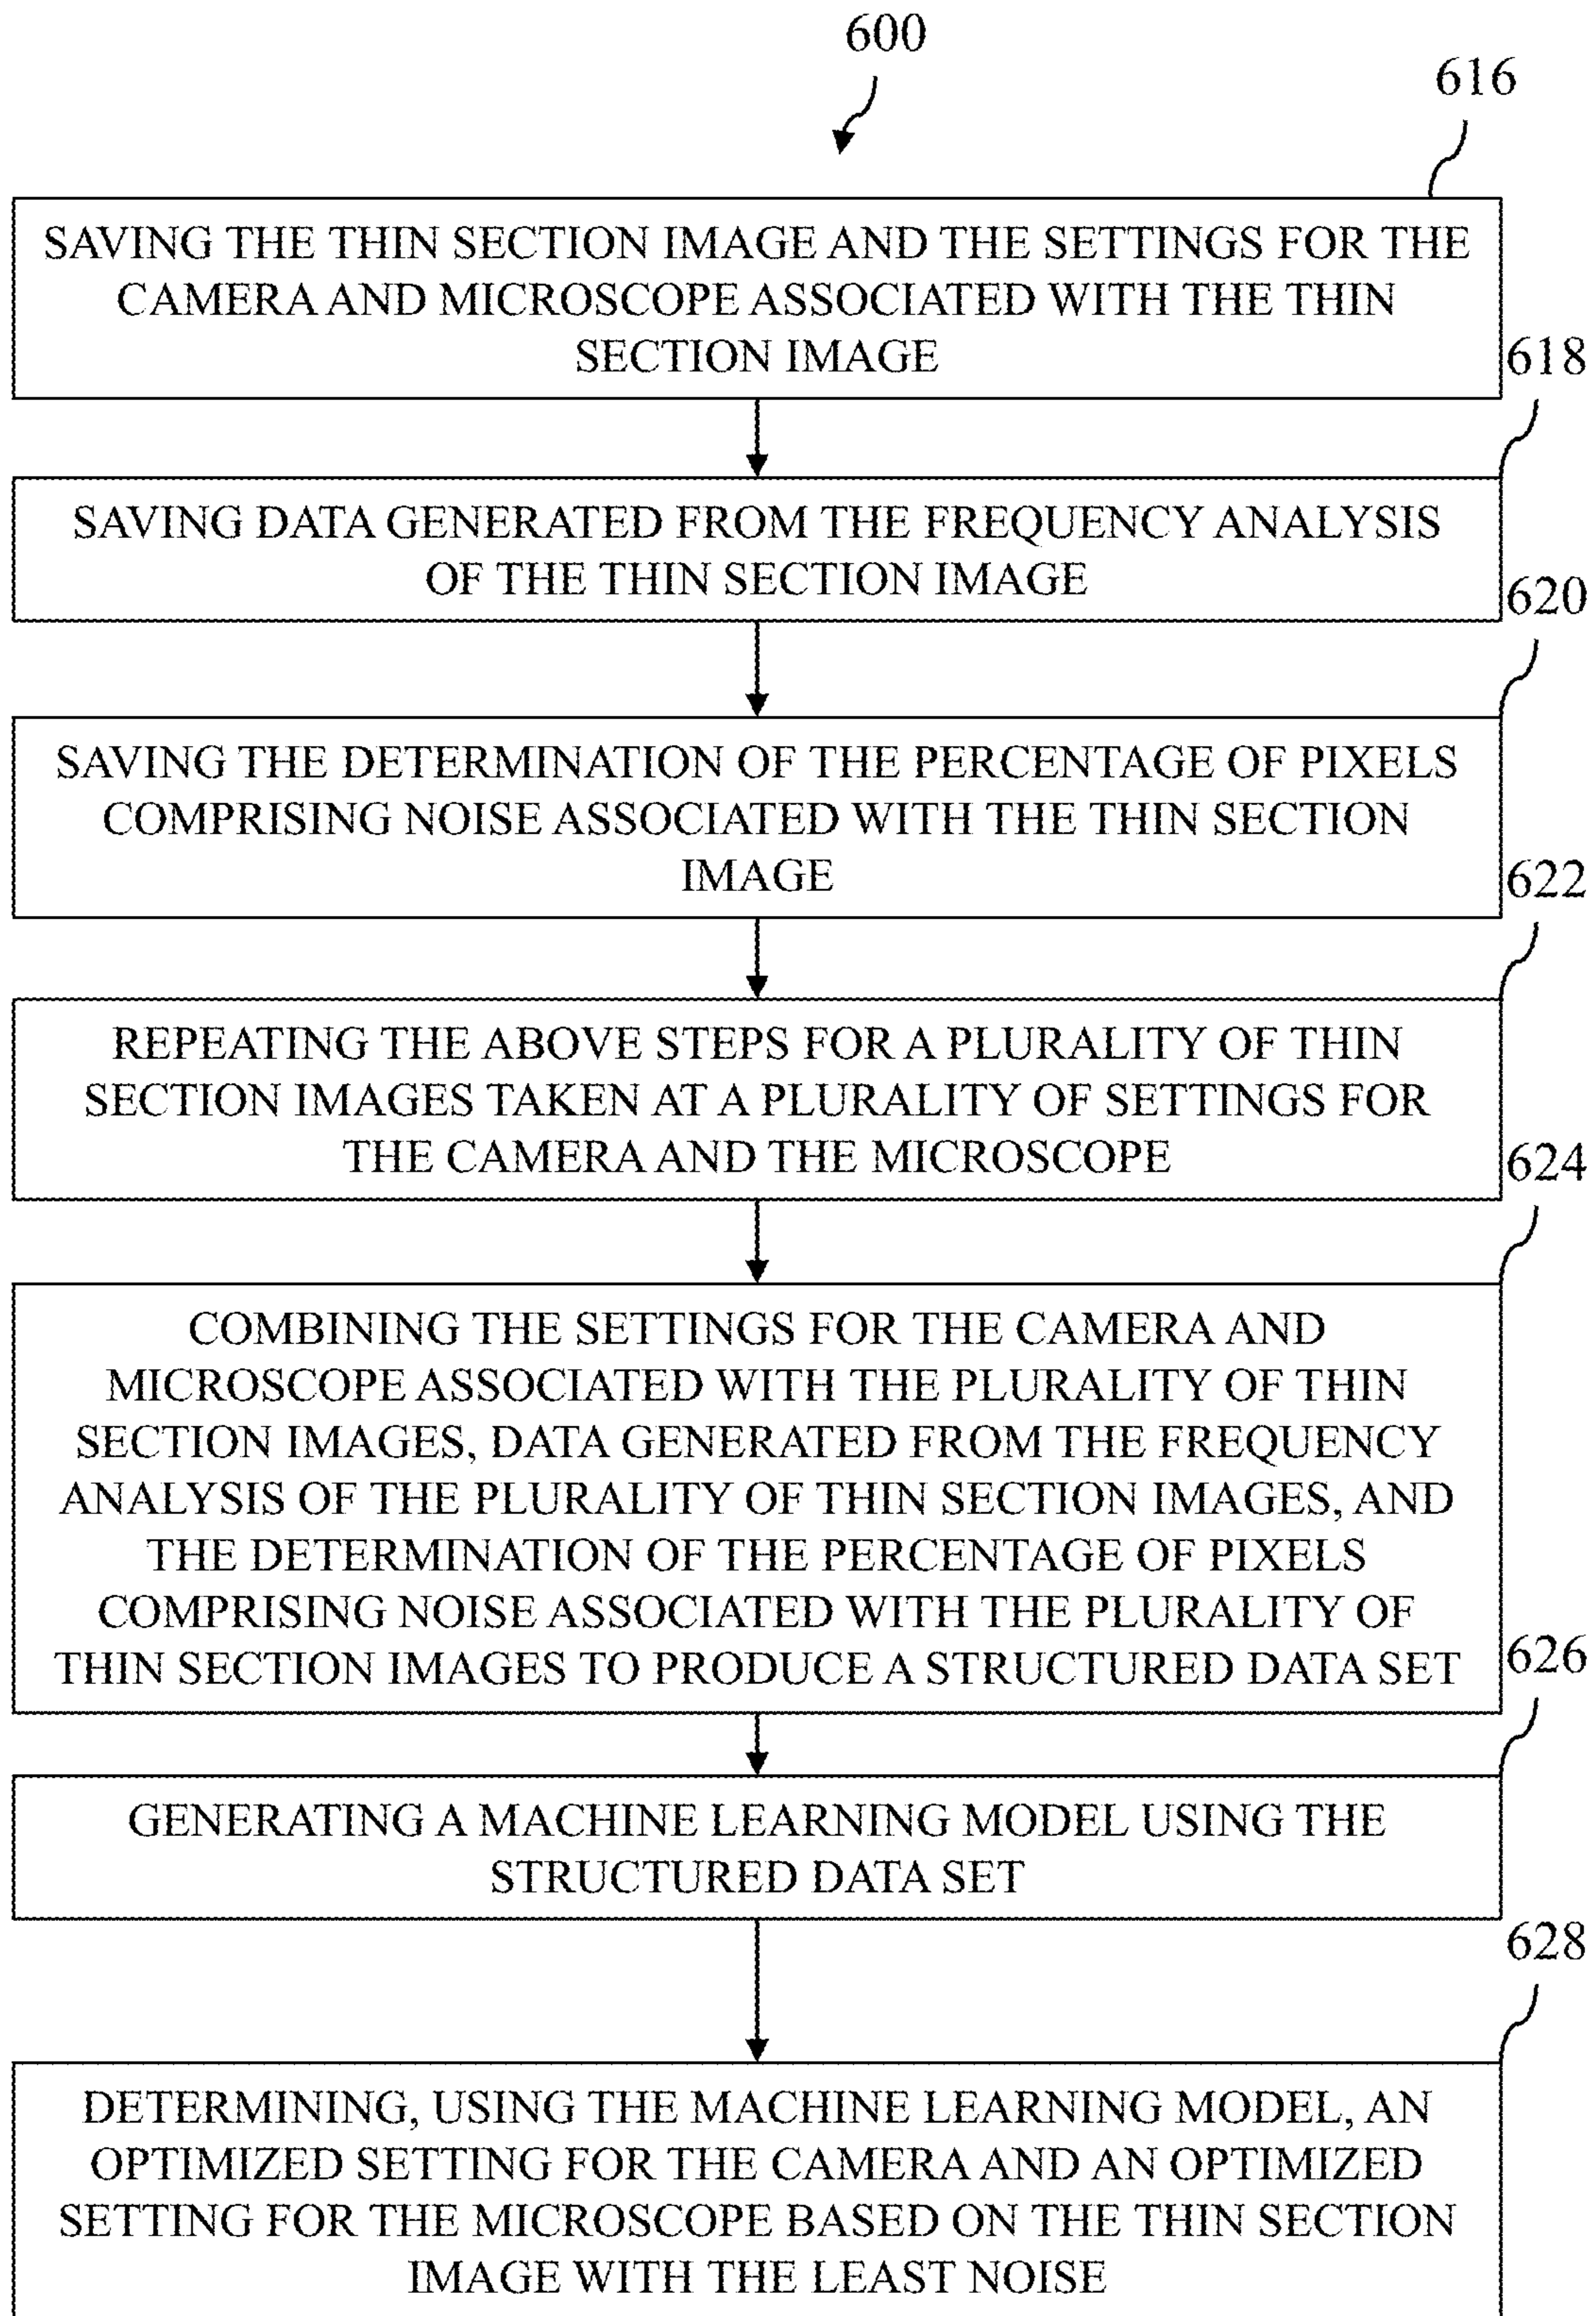 600
616
SAVING THE THIN SECTION IMAGE AND THE SETTINGS FOR THE
CAMERA AND MICROSCOPE ASSOCIATED WITH THE THIN
SECTION IMAGE
618
SAVING DATA GENERATED FROM THE FREQUENCY ANALYSIS
OF THE THIN SECTION IMAGE
620
SAVING THE DETERMINATION OF THE PERCENTAGE OF PIXELS
COMPRISING NOISE ASSOCIATED WITH THE THIN SECTION
IMAGE
622
REPEATING THE ABOVE STEPS FOR A PLURALITY OF THIN
SECTION IMAGES TAKEN AT A PLURALITY OF SETTINGS FOR
THE CAMERA AND THE MICROSCOPE
624
COMBINING THE SETTINGS FOR THE CAMERA AND
MICROSCOPE ASSOCIATED WITH THE PLURALITY OF THIN
SECTION IMAGES, DATA GENERATED FROM THE FREQUENCY
ANALYSIS OF THE PLURALITY OF THIN SECTION IMAGES, AND
THE DETERMINATION OF THE PERCENTAGE OF PIXELS
COMPRISING NOISE ASSOCIATED WITH THE PLURALITY OF
THIN SECTION IMAGES TO PRODUCE A STRUCTURED DATA SET
626
GENERATING A MACHINE LEARNING MODEL USING THE
STRUCTURED DATA SET
628
DETERMINING, USING THE MACHINE LEARNING MODEL, AN
OPTIMIZED SETTING FOR THE CAMERA AND AN OPTIMIZED
SETTING FOR THE MICROSCOPE BASED ON THE THIN SECTION
IMAGE WITH THE LEAST NOISE